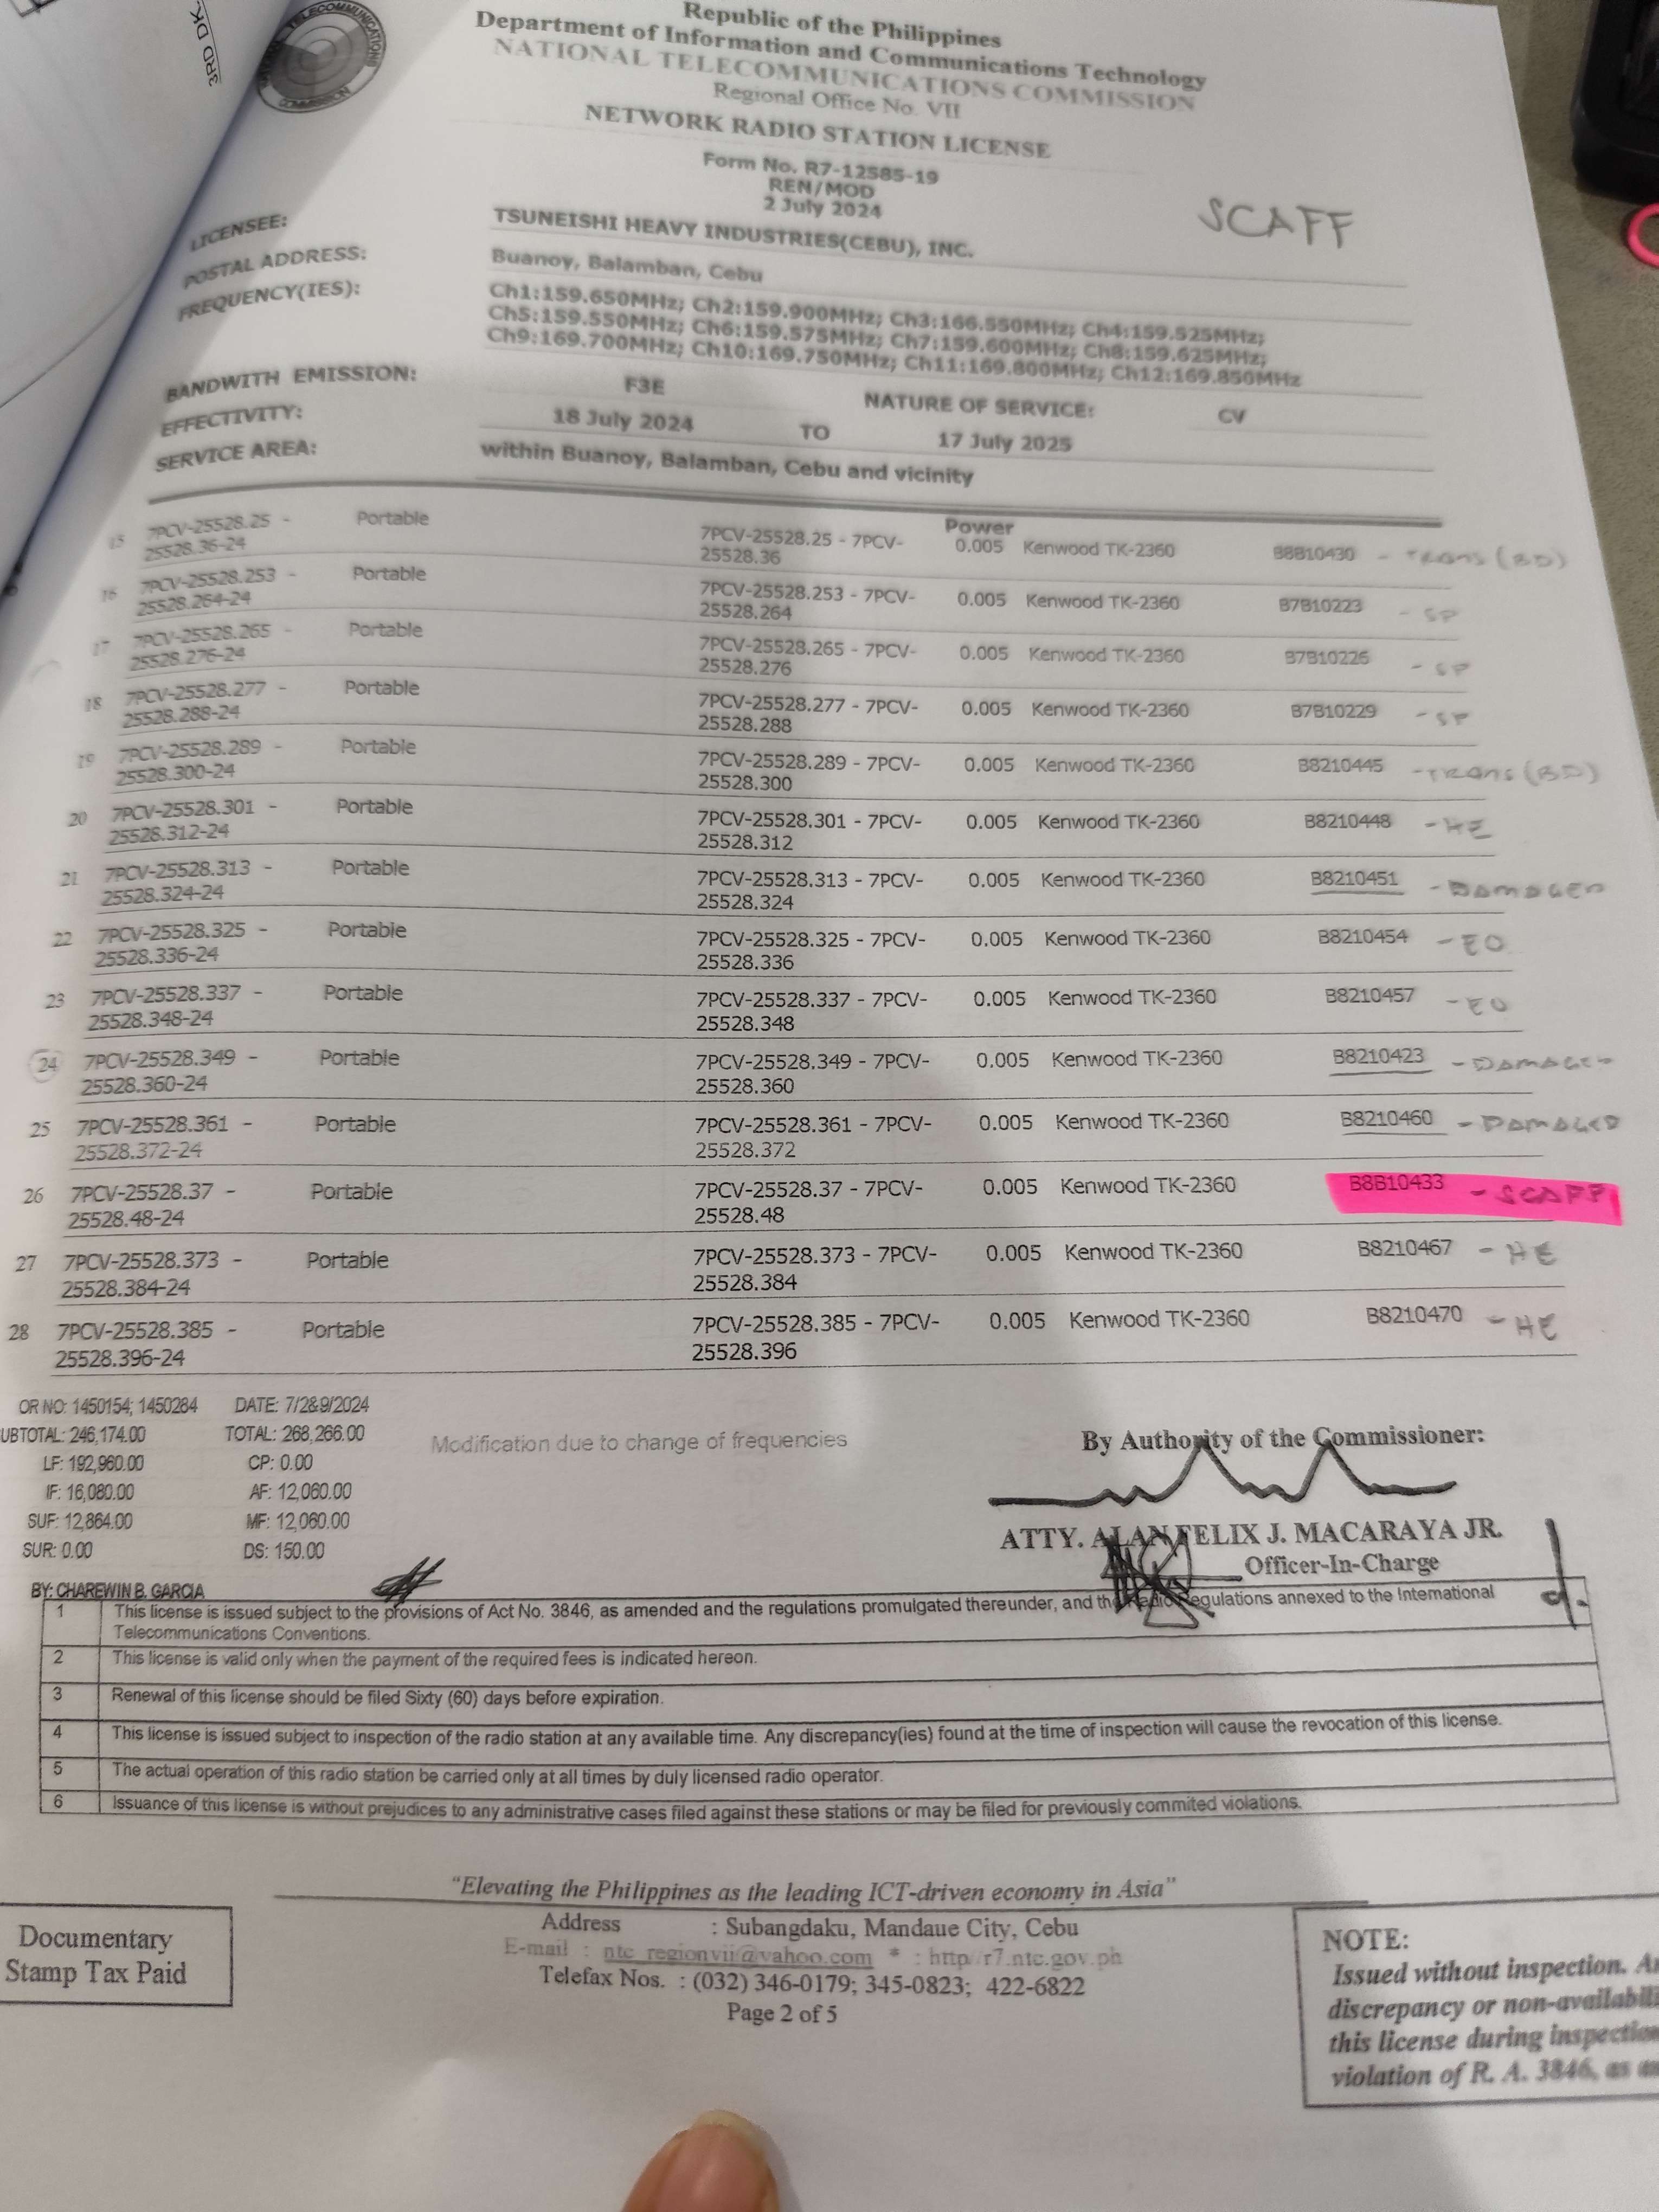 3RD DK
TELECOMMUNICATIONS
COMMISSION
Republic of the Philippines
Department of Information and Communications Technology
NATIONAL TELECOMMUNICATIONS COMMISSION
Regional Office No. VII
NETWORK RADIO STATION LICENSE
Form No. R7-12585-19
REN/MOD
2 July 2024
SCAFF
LICENSEE: TSUNEISHI HEAVY INDUSTRIES(CEBU), INC.
POSTAL ADDRESS: Buanoy, Balamban, Cebu
FREQUENCY(IES): Ch1:159.650MHz; Ch2:159.900MHz; Ch3:166.550MHz; Ch4:159.525MHz;
Ch5:159.550MHz; Ch6:159.575MHz; Ch7:159.600MHz; Ch8:159.625MHz;
Ch9:169.700MHz; Ch10:169.750MHz; Ch11:169.800MHz; Ch12:169.850MHz
BANDWITH EMISSION: F3E NATURE OF SERVICE: CV
EFFECTIVITY: 18 July 2024 TO 17 July 2025
SERVICE AREA: within Buanoy, Balamban, Cebu and vicinity
Power
15 7PCV-25528.25 - Portable 7PCV-25528.25 - 7PCV- 0.005 Kenwood TK-2360 B8B10430 - Trans (BD)
25528.36-24 25528.36
16 7PCV-25528.253 - Portable 7PCV-25528.253 - 7PCV- 0.005 Kenwood TK-2360 B7B10223 - SP
25528.264-24 25528.264
17 7PCV-25528.265 - Portable 7PCV-25528.265 - 7PCV- 0.005 Kenwood TK-2360 B7B10226 - SP
25528.276-24 25528.276
18 7PCV-25528.277 - Portable 7PCV-25528.277 - 7PCV- 0.005 Kenwood TK-2360 B7B10229 - SP
25528.288-24 25528.288
19 7PCV-25528.289 - Portable 7PCV-25528.289 - 7PCV- 0.005 Kenwood TK-2360 B8210445 - Trans (BD)
25528.300-24 25528.300
20 7PCV-25528.301 - Portable 7PCV-25528.301 - 7PCV- 0.005 Kenwood TK-2360 B8210448 - HE
25528.312-24 25528.312
21 7PCV-25528.313 - Portable 7PCV-25528.313 - 7PCV- 0.005 Kenwood TK-2360 B8210451 - DAMAGED
25528.324-24 25528.324
22 7PCV-25528.325 - Portable 7PCV-25528.325 - 7PCV- 0.005 Kenwood TK-2360 B8210454 - EO
25528.336-24 25528.336
23 7PCV-25528.337 - Portable 7PCV-25528.337 - 7PCV- 0.005 Kenwood TK-2360 B8210457 - EO
25528.348-24 25528.348
24 7PCV-25528.349 - Portable 7PCV-25528.349 - 7PCV- 0.005 Kenwood TK-2360 B8210423 - DAMAGED
25528.360-24 25528.360
25 7PCV-25528.361 - Portable 7PCV-25528.361 - 7PCV- 0.005 Kenwood TK-2360 B8210460 - DAMAGED
25528.372-24 25528.372
26 7PCV-25528.37 - Portable 7PCV-25528.37 - 7PCV- 0.005 Kenwood TK-2360 B8B10433 - SCAFF
25528.48-24 25528.48
27 7PCV-25528.373 - Portable 7PCV-25528.373 - 7PCV- 0.005 Kenwood TK-2360 B8210467 - HE
25528.384-24 25528.384
28 7PCV-25528.385 - Portable 7PCV-25528.385 - 7PCV- 0.005 Kenwood TK-2360 B8210470 - HE
25528.396-24 25528.396
OR NO: 1450154; 1450284 DATE: 7/2&9/2024
UBTOTAL: 246,174.00 TOTAL: 268,266.00
LF: 192,960.00 CP: 0.00
IF: 16,080.00 AF: 12,060.00
SUF: 12,864.00 MF: 12,060.00
SUR: 0.00 DS: 150.00
BY: CHAREWIN B. GARCIA
Modification due to change of frequencies
By Authority of the Commissioner:
ATTY. ALAN FELIX J. MACARAYA JR.
Officer-In-Charge
1 This license is issued subject to the provisions of Act No. 3846, as amended and the regulations promulgated thereunder, and the Radio Regulations annexed to the International
Telecommunications Conventions.
2 This license is valid only when the payment of the required fees is indicated hereon.
3 Renewal of this license should be filed Sixty (60) days before expiration.
4 This license is issued subject to inspection of the radio station at any available time. Any discrepancy(ies) found at the time of inspection will cause the revocation of this license.
5 The actual operation of this radio station be carried only at all times by duly licensed radio operator.
6 Issuance of this license is without prejudices to any administrative cases filed against these stations or may be filed for previously commited violations.
"Elevating the Philippines as the leading ICT-driven economy in Asia"
Address : Subangdaku, Mandaue City, Cebu
E-mail : ntc_regionvii@yahoo.com * : http//r7.ntc.gov.ph
Telefax Nos. : (032) 346-0179; 345-0823; 422-6822
Page 2 of 5
Documentary
Stamp Tax Paid
NOTE:
Issued without inspection.
discrepancy or non-availabili
this license during inspectio
violation of R. A. 3846, as